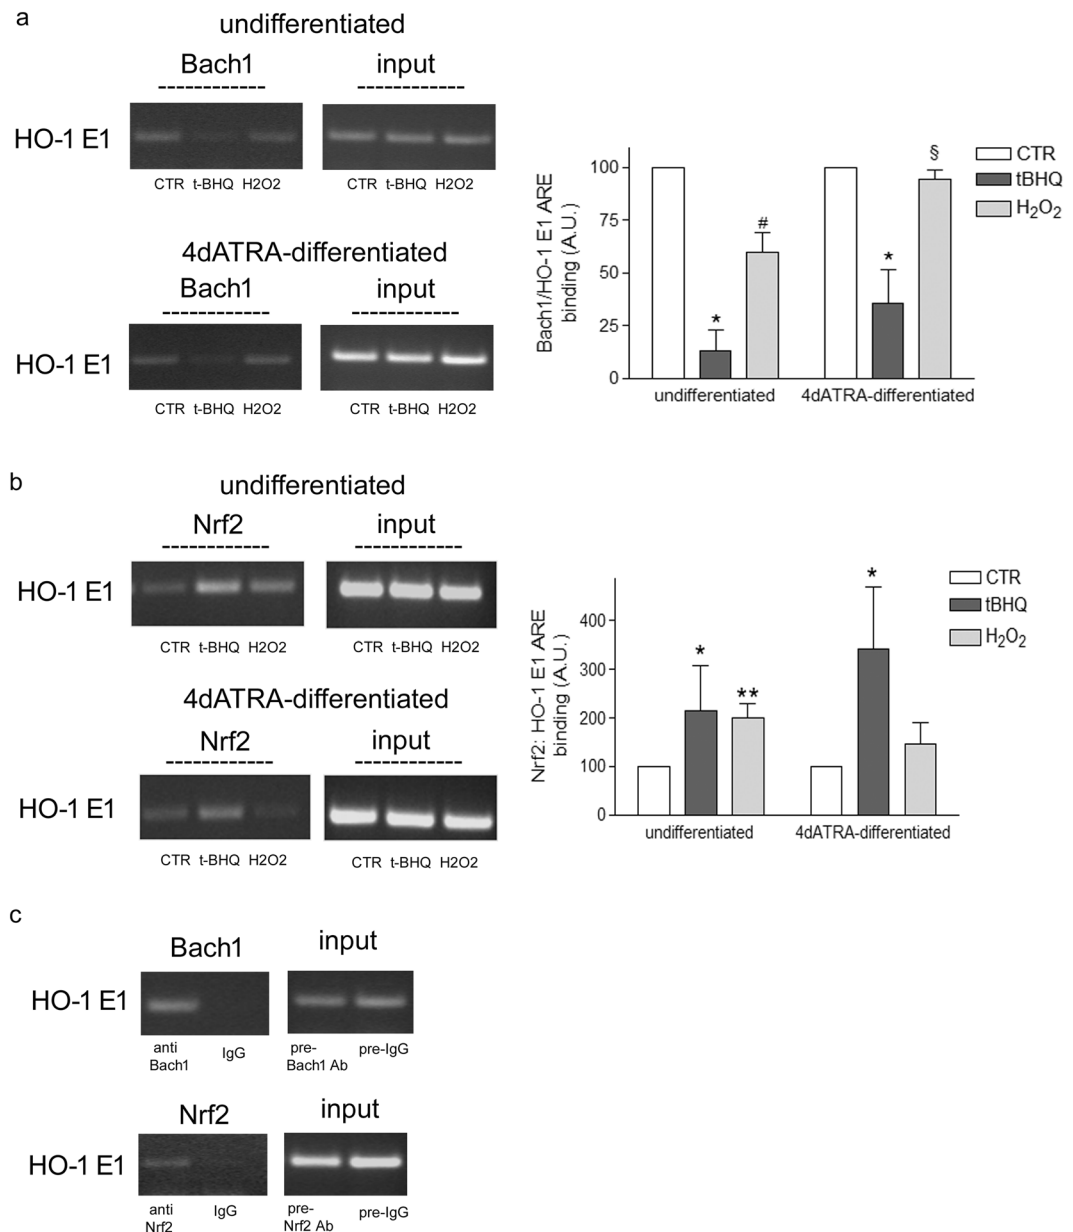 a
undifferentiated
Bach1 input
------------- -------------
HO-1 E1
CTR t-BHQ H2O2 CTR t-BHQ H2O2
4dATRA-differentiated
Bach1 input
------------- -------------
HO-1 E1
CTR t-BHQ H2O2 CTR t-BHQ H2O2
Bach1/HO-1 E1 ARE
binding (A.U.)
100
75
50
25
0
*
#
*
§
undifferentiated 4dATRA-differentiated
CTR
tBHQ
H₂O₂
b
undifferentiated
Nrf2 input
------------- -------------
HO-1 E1
CTR t-BHQ H2O2 CTR t-BHQ H2O2
4dATRA-differentiated
Nrf2 input
------------- -------------
HO-1 E1
CTR t-BHQ H2O2 CTR t-BHQ H2O2
Nrf2: HO-1 E1 ARE
binding (A.U.)
400
300
200
100
0
*
**
*
undifferentiated 4dATRA-differentiated
CTR
tBHQ
H₂O₂
c
Bach1 input
HO-1 E1
anti
Bach1
IgG
pre-
Bach1 Ab
pre-IgG
Nrf2 input
HO-1 E1
anti
Nrf2
IgG
pre-
Nrf2 Ab
pre-IgG